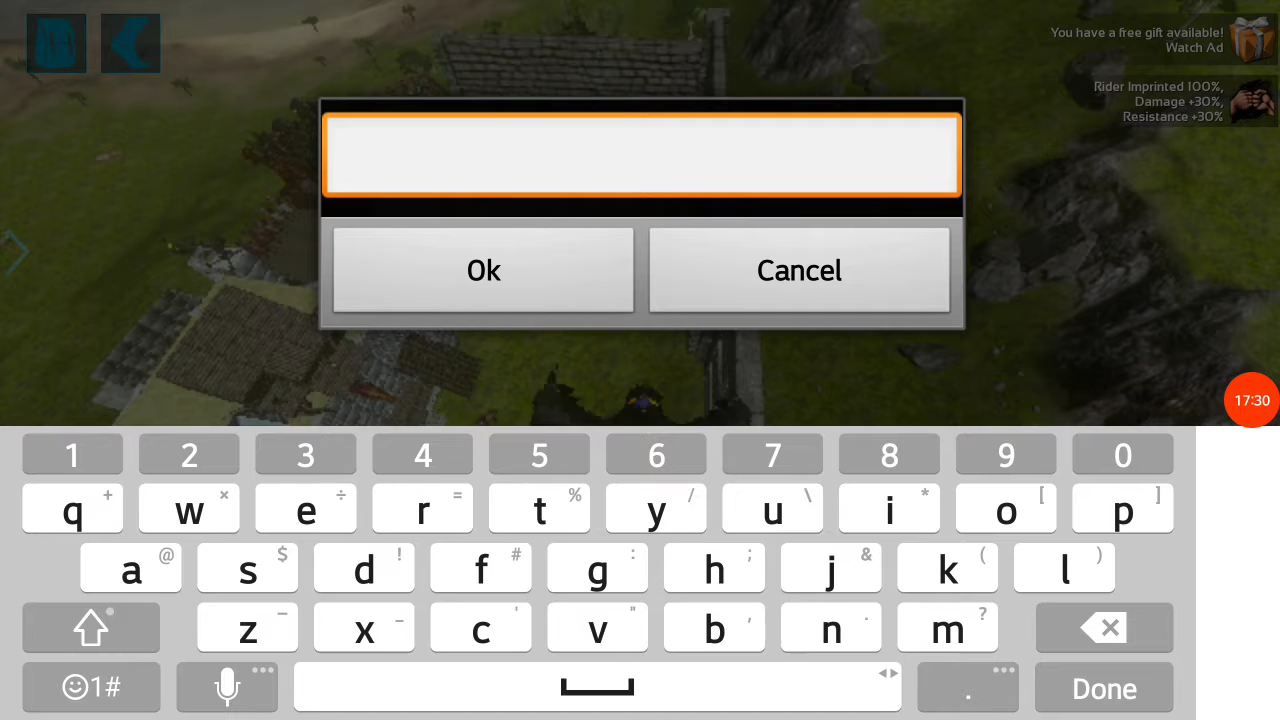 You have a free gift available!
Watch Ad
Rider Imprinted 100%,
Damage +30%,
Resistance +30%
Ok
Cancel
17:30
1 2 3 4 5 6 7 8 9 0
q + w × e ÷ r = t % y / u \ i * o [ p ]
a @ s $ d ! f # g : h ; j & k ( l )
z _ x - c ' v " b , n . m ?
1# . Done